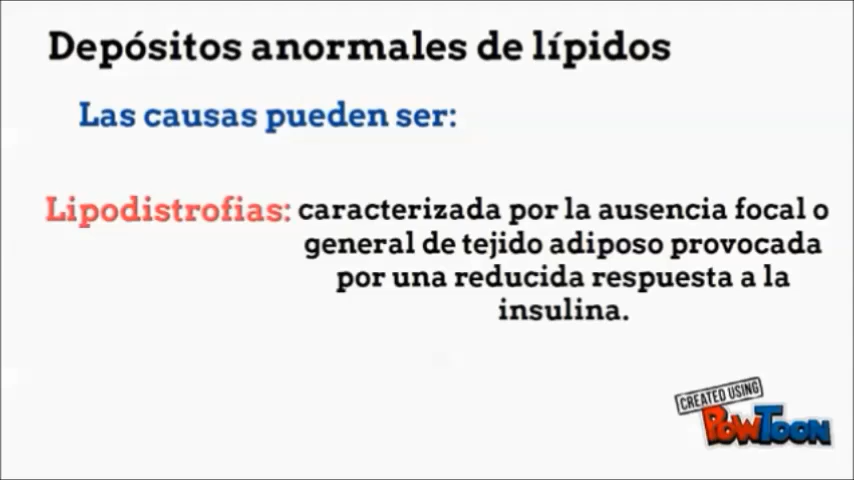 Depósitos anormales de lípidos
Las causas pueden ser:
Lipodistrofias: caracterizada por la ausencia focal o
general de tejido adiposo provocada
por una reducida respuesta a la
insulina.
CREATED USING
POWTOON